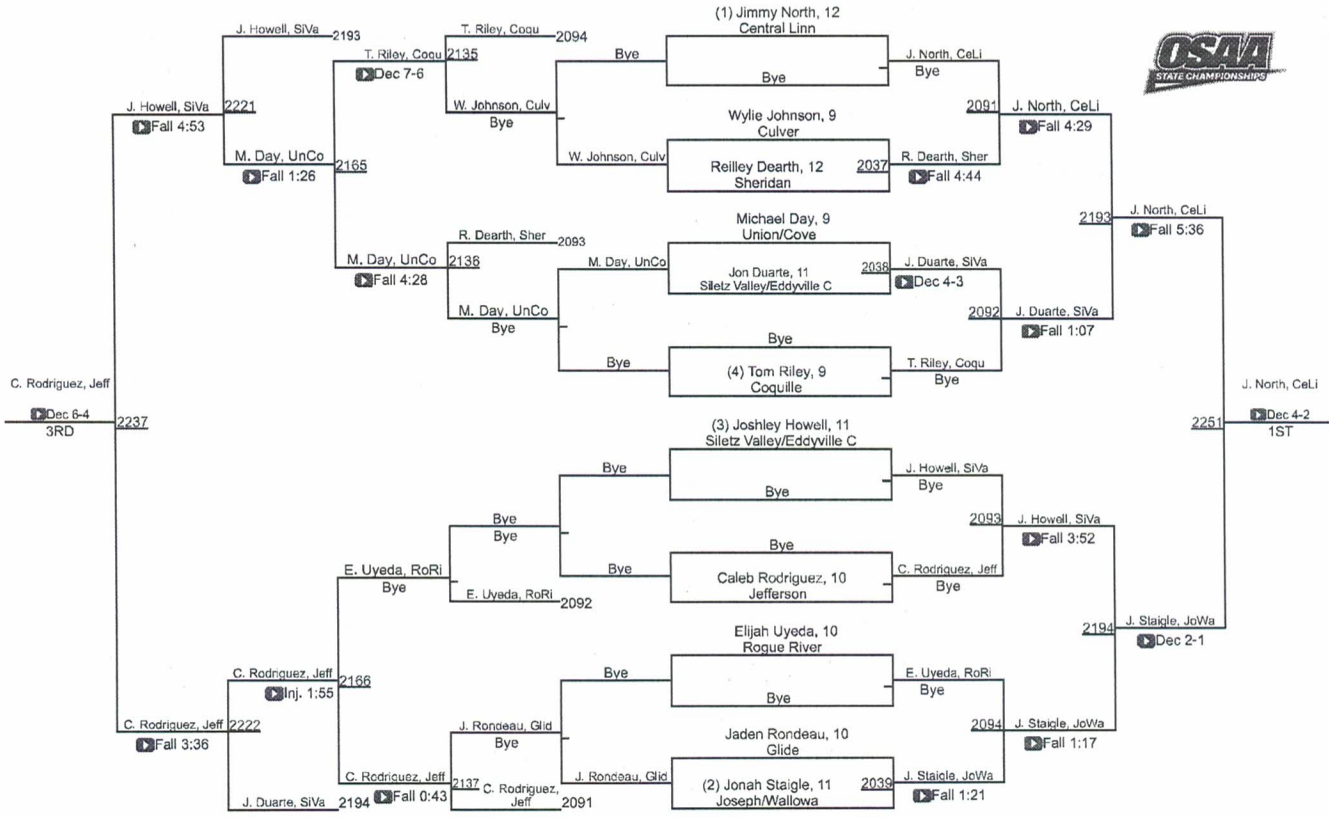 OSAA
STATE CHAMPIONSHIPS
(1) Jimmy North, 12
Central Linn
Bye
Wylie Johnson, 9
Culver
Reilley Dearth, 12
Sheridan
2037
Michael Day, 9
Union/Cove
Jon Duarte, 11
Siletz Valley/Eddyville C
2038
Bye
(4) Tom Riley, 9
Coquille
(3) Joshley Howell, 11
Siletz Valley/Eddyville C
Bye
Bye
Caleb Rodriguez, 10
Jefferson
Elijah Uyeda, 10
Rogue River
Bye
Jaden Rondeau, 10
Glide
(2) Jonah Staigle, 11
Joseph/Wallowa
2039
J. North, CeLi
Bye
2091
R. Dearth, Sher
Fall 4:44
J. Duarte, SiVa
Dec 4-3
2092
T. Riley, Coqu
Bye
J. Howell, SiVa
Bye
2093
C. Rodriguez, Jeff
Bye
E. Uyeda, RoRi
Bye
2094
J. Staigle, JoWa
Fall 1:21
J. North, CeLi
Fall 4:29
2193
J. Duarte, SiVa
Fall 1:07
J. Howell, SiVa
Fall 3:52
2194
J. Staigle, JoWa
Fall 1:17
J. North, CeLi
Fall 5:36
2251
J. Staigle, JoWa
Dec 2-1
J. North, CeLi
Dec 4-2
1ST
Bye
W. Johnson, Culv
M. Day, UnCo
Bye
Bye
Bye
Bye
J. Rondeau, Glid
T. Riley, Coqu 2094
2135
W. Johnson, Culv
Bye
R. Dearth, Sher 2093
2136
M. Day, UnCo
Bye
Bye
Bye
E. Uyeda, RoRi 2092
J. Rondeau, Glid
Bye
2137
C. Rodriguez,
Jeff 2091
T. Riley, Coqu
Dec 7-6
2165
M. Day, UnCo
Fall 4:28
E. Uyeda, RoRi
Bye
2166
C. Rodriguez, Jeff
Fall 0:43
J. Howell, SiVa 2193
2221
M. Day, UnCo
Fall 1:26
C. Rodriguez, Jeff
Inj. 1:55
2222
J. Duarte, SiVa 2194
J. Howell, SiVa
Fall 4:53
2237
C. Rodriguez, Jeff
Fall 3:36
C. Rodriguez, Jeff
Dec 6-4
3RD